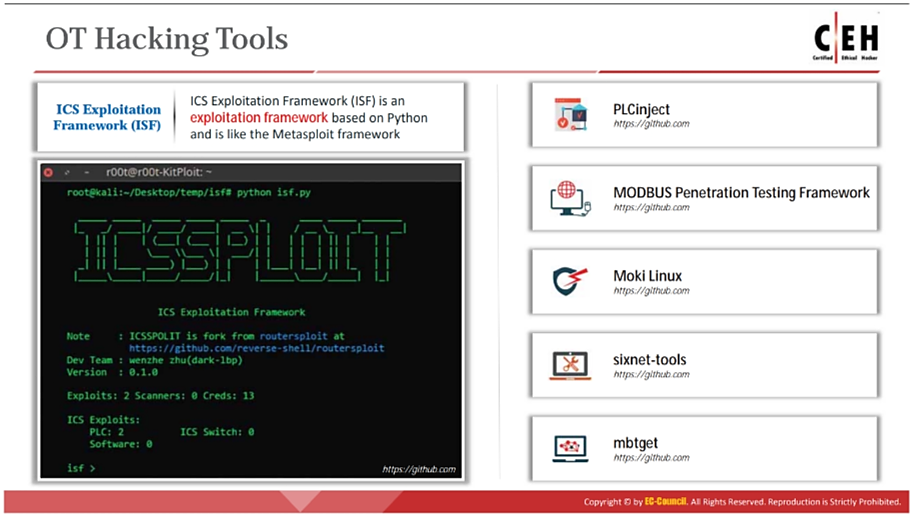 OT Hacking Tools
CEH
Certified Ethical Hacker
ICS Exploitation
Framework (ISF)
ICS Exploitation Framework (ISF) is an
exploitation framework based on Python
and is like the Metasploit framework
r00t@r00t-KitPloit: ~
root@kali:~/Desktop/temp/isf# python isf.py
ICSSPLOIT
ICS Exploitation Framework
Note : ICSSPOLIT is fork from routersploit at
https://github.com/reverse-shell/routersploit
Dev Team : wenzhe zhu(dark-lbp)
Version : 0.1.0
Exploits: 2 Scanners: 0 Creds: 13
ICS Exploits:
PLC: 2 ICS Switch: 0
Software: 0
isf >
https://github.com
PLCinject
https://github.com
MODBUS Penetration Testing Framework
https://github.com
Moki Linux
https://github.com
sixnet-tools
https://github.com
mbtget
https://github.com
Copyright © by EC-Council. All Rights Reserved. Reproduction is Strictly Prohibited.